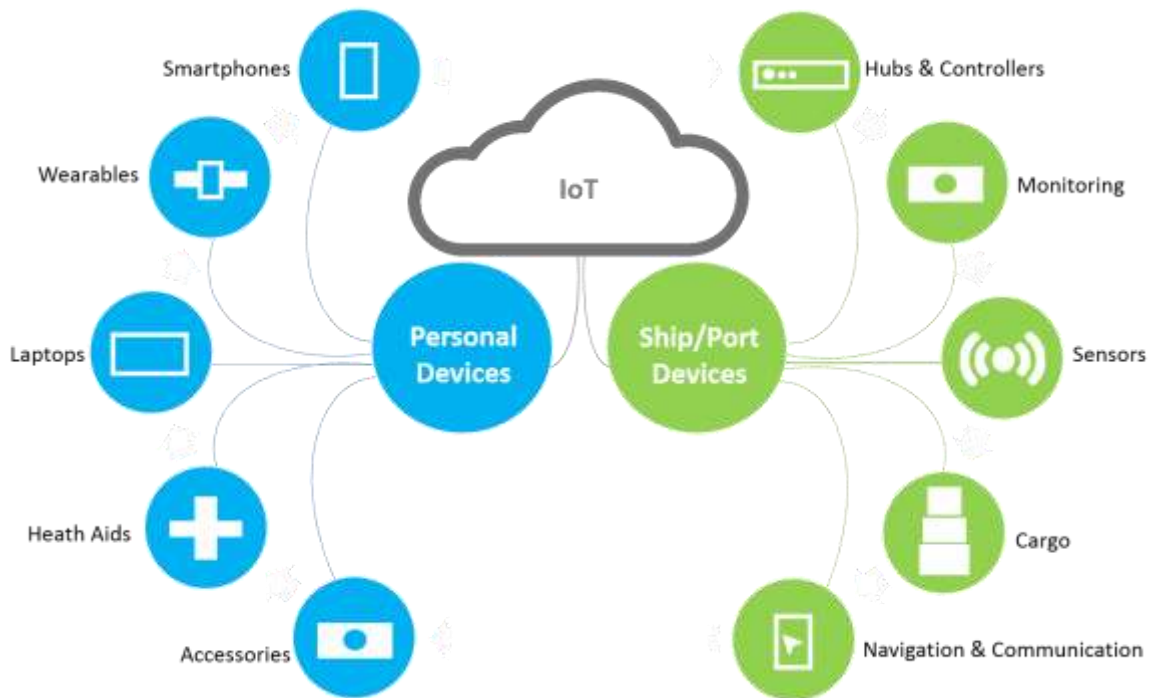 Smartphones
Hubs & Controllers
Wearables
IoT
Monitoring
Personal
Devices
Ship/Port
Devices
Laptops
Sensors
Heath Aids
Cargo
Accessories
Navigation & Communication